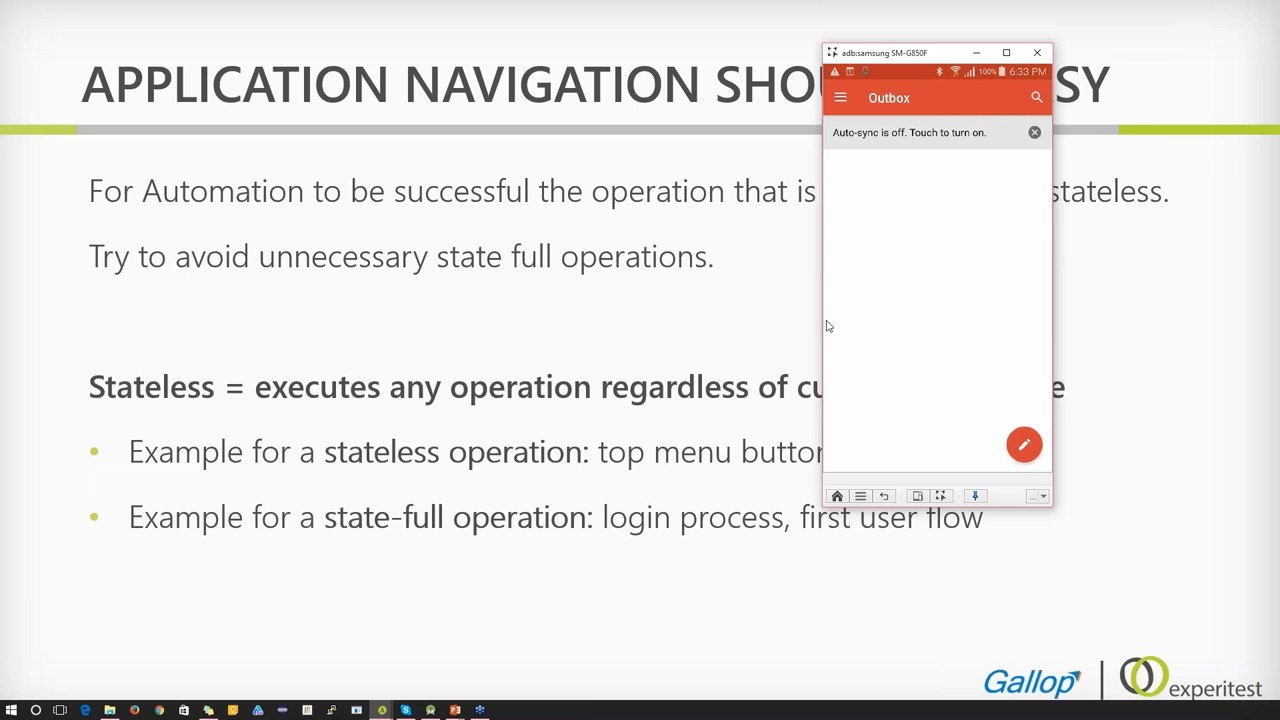 APPLICATION NAVIGATION SHOU SY
For Automation to be successful the operation that is stateless.
Try to avoid unnecessary state full operations.
Stateless = executes any operation regardless of cu e
• Example for a stateless operation: top menu button
• Example for a state-full operation: login process, first user flow
adb:samsung SM-G850F
100% 6:33 PM
Outbox
Auto-sync is off. Touch to turn on.
...
Gallop
experitest